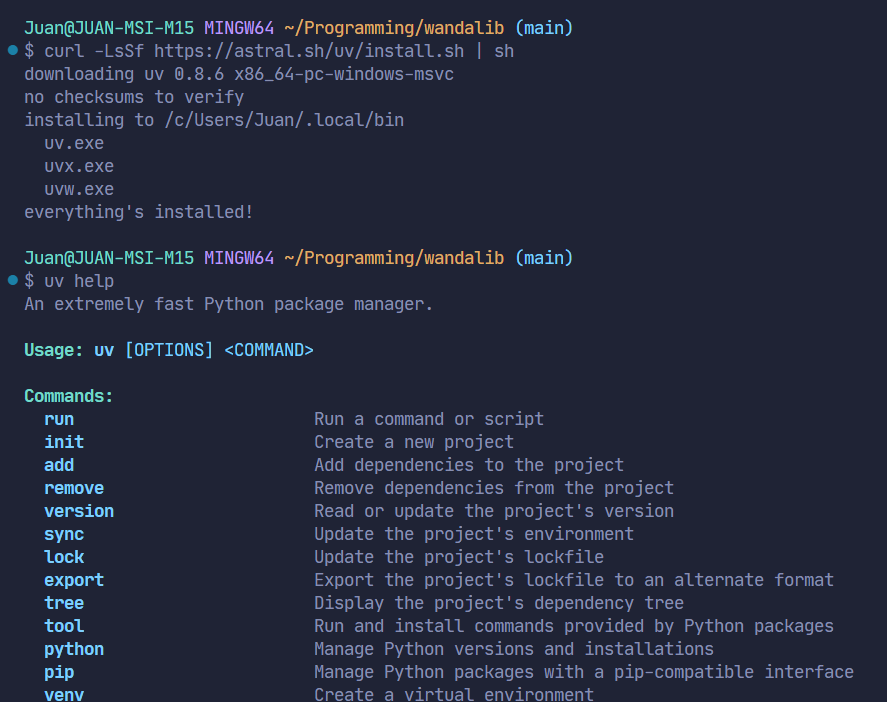 Juan@JUAN-MSI-M15 MINGW64 ~/Programming/wandalib (main)
$ curl -LsSf https://astral.sh/uv/install.sh | sh
downloading uv 0.8.6 x86_64-pc-windows-msvc
no checksums to verify
installing to /c/Users/Juan/.local/bin
  uv.exe
  uvx.exe
  uvw.exe
everything's installed!

Juan@JUAN-MSI-M15 MINGW64 ~/Programming/wandalib (main)
$ uv help
An extremely fast Python package manager.

Usage: uv [OPTIONS] <COMMAND>

Commands:
  run                        Run a command or script
  init                       Create a new project
  add                        Add dependencies to the project
  remove                     Remove dependencies from the project
  version                    Read or update the project's version
  sync                       Update the project's environment
  lock                       Update the project's lockfile
  export                     Export the project's lockfile to an alternate format
  tree                       Display the project's dependency tree
  tool                       Run and install commands provided by Python packages
  python                     Manage Python versions and installations
  pip                        Manage Python packages with a pip-compatible interface
  venv                       Create a virtual environment